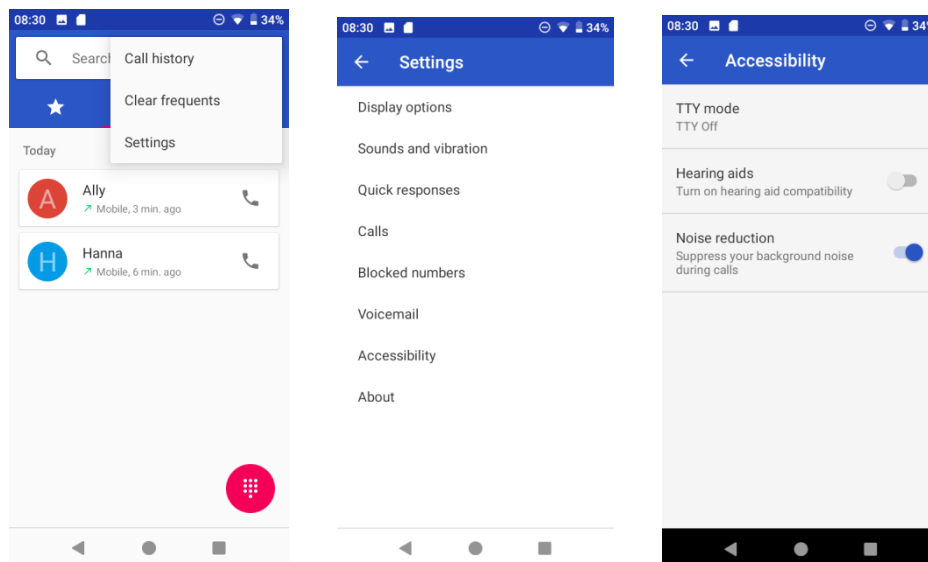 08:30 34%
Search
Call history
Clear frequents
Settings
Today
A
Ally
Mobile, 3 min. ago
H
Hanna
Mobile, 6 min. ago
08:30 34%
Settings
Display options
Sounds and vibration
Quick responses
Calls
Blocked numbers
Voicemail
Accessibility
About
08:30 34%
Accessibility
TTY mode
TTY Off
Hearing aids
Turn on hearing aid compatibility
Noise reduction
Suppress your background noise
during calls